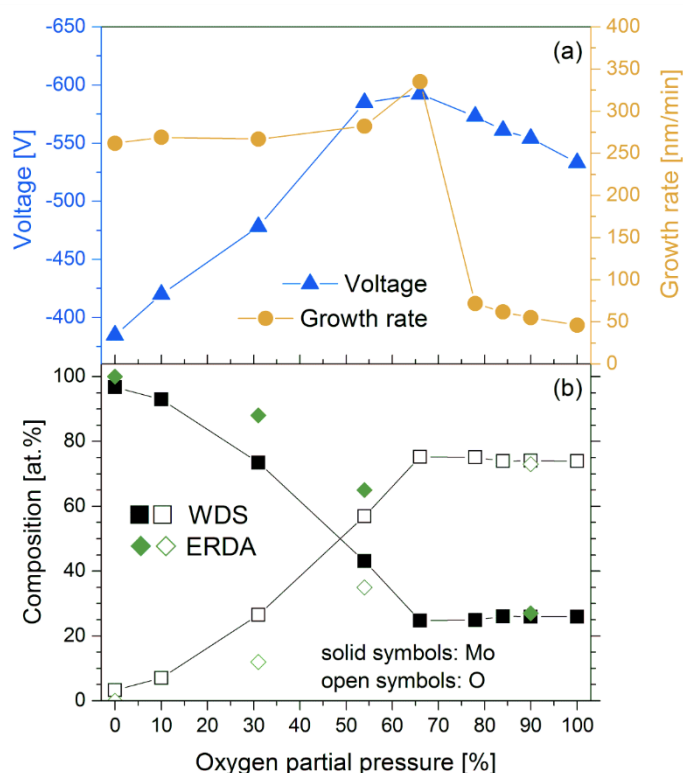 -650
-600
-550
-500
-450
-400
Voltage [V]
(a)
400
350
300
250
200
150
100
50
0
Growth rate [nm/min]
Voltage
Growth rate
100
80
60
40
20
0
Composition [at.%]
(b)
WDS
ERDA
solid symbols: Mo
open symbols: O
0 10 20 30 40 50 60 70 80 90 100
Oxygen partial pressure [%]